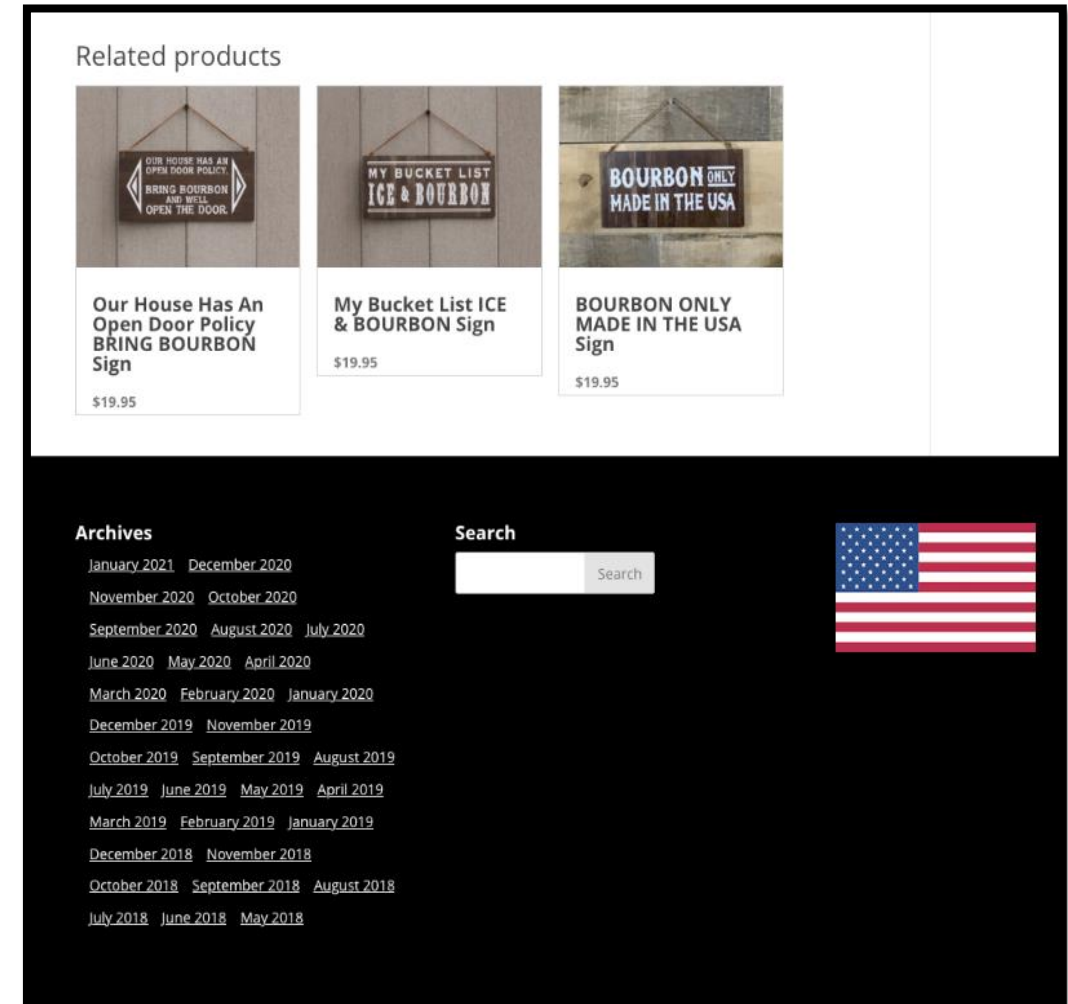 Related products
OUR HOUSE HAS AN
OPEN DOOR POLICY.
BRING BOURBON
AND WE'LL
OPEN THE DOOR.
MY BUCKET LIST
ICE & BOURBON
BOURBON ONLY
MADE IN THE USA
Our House Has An
Open Door Policy
BRING BOURBON
Sign
$19.95
My Bucket List ICE
& BOURBON Sign
$19.95
BOURBON ONLY
MADE IN THE USA
Sign
$19.95
Archives
January 2021 December 2020
November 2020 October 2020
September 2020 August 2020 July 2020
June 2020 May 2020 April 2020
March 2020 February 2020 January 2020
December 2019 November 2019
October 2019 September 2019 August 2019
July 2019 June 2019 May 2019 April 2019
March 2019 February 2019 January 2019
December 2018 November 2018
October 2018 September 2018 August 2018
July 2018 June 2018 May 2018
Search
Search